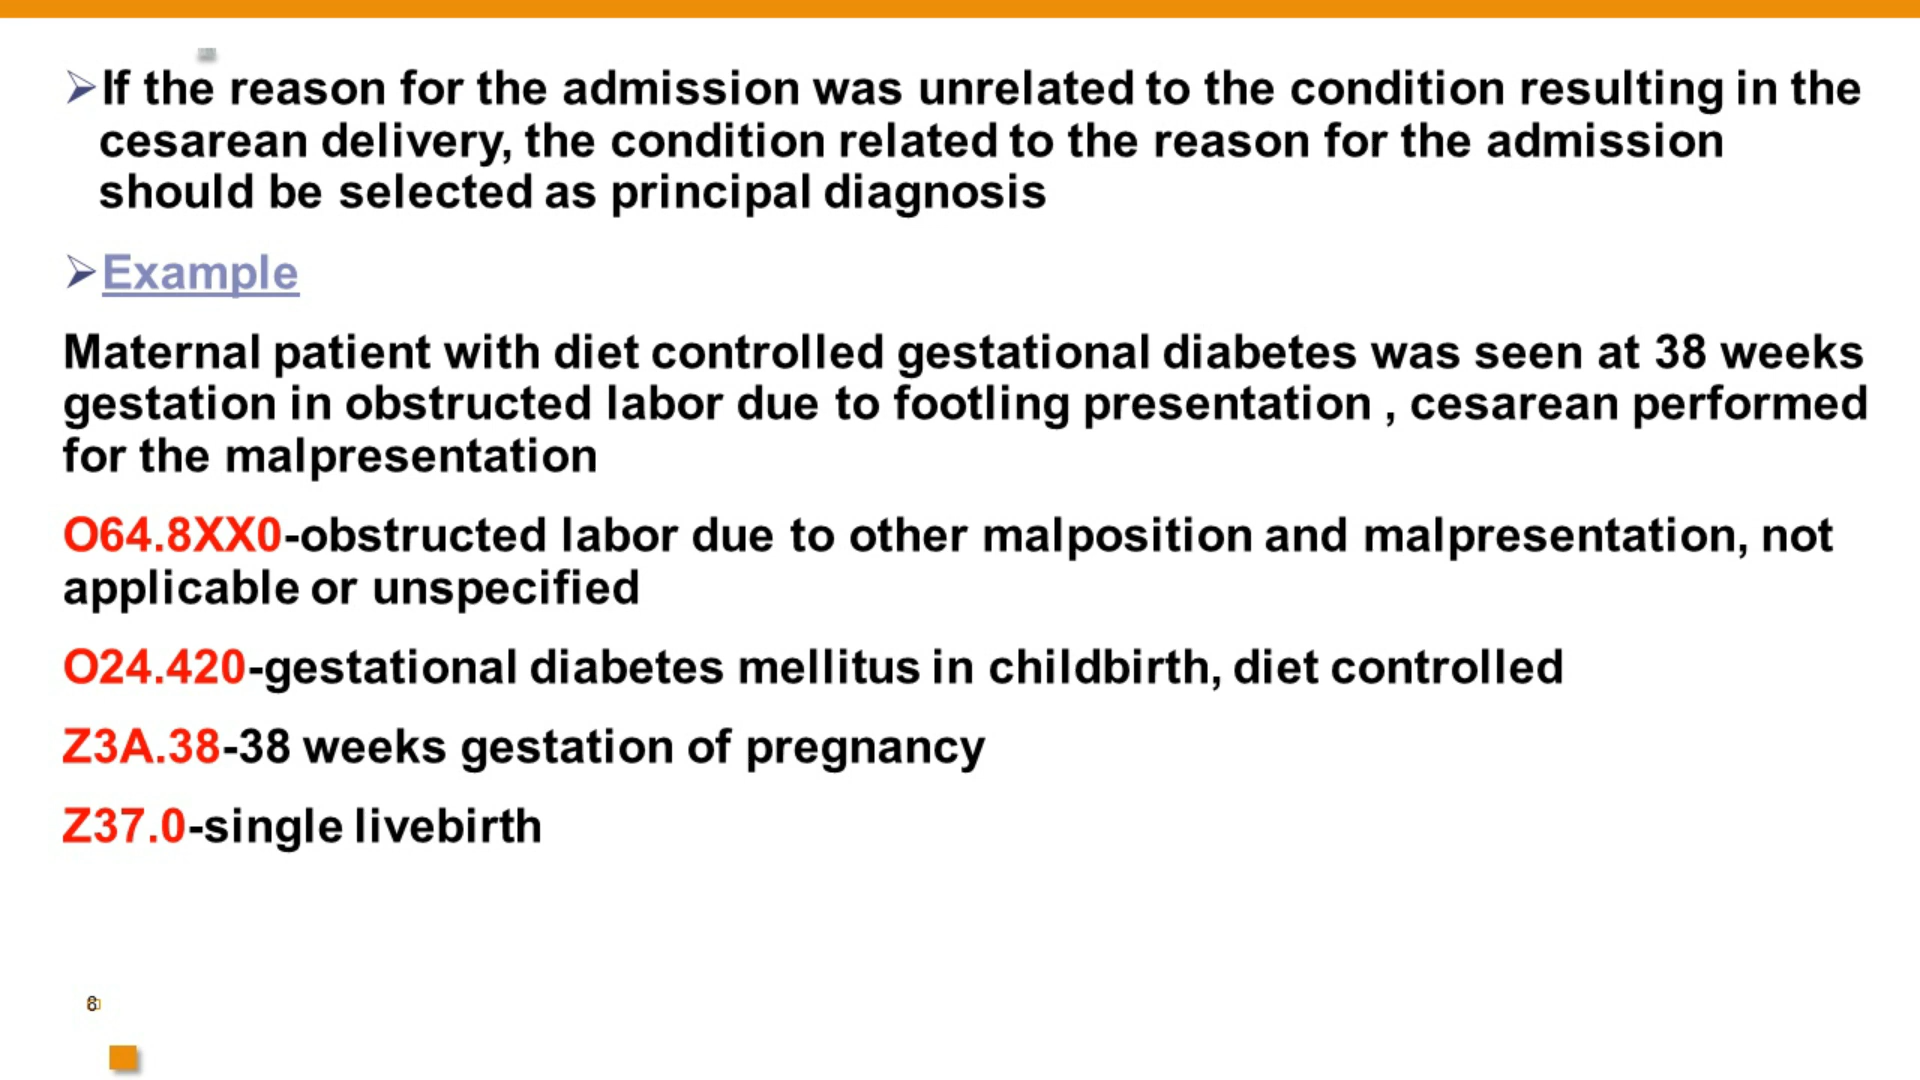 If the reason for the admission was unrelated to the condition resulting in the
cesarean delivery, the condition related to the reason for the admission
should be selected as principal diagnosis
Example
Maternal patient with diet controlled gestational diabetes was seen at 38 weeks
gestation in obstructed labor due to footling presentation , cesarean performed
for the malpresentation
O64.8XX0-obstructed labor due to other malposition and malpresentation, not
applicable or unspecified
O24.420-gestational diabetes mellitus in childbirth, diet controlled
Z3A.38-38 weeks gestation of pregnancy
Z37.0-single livebirth